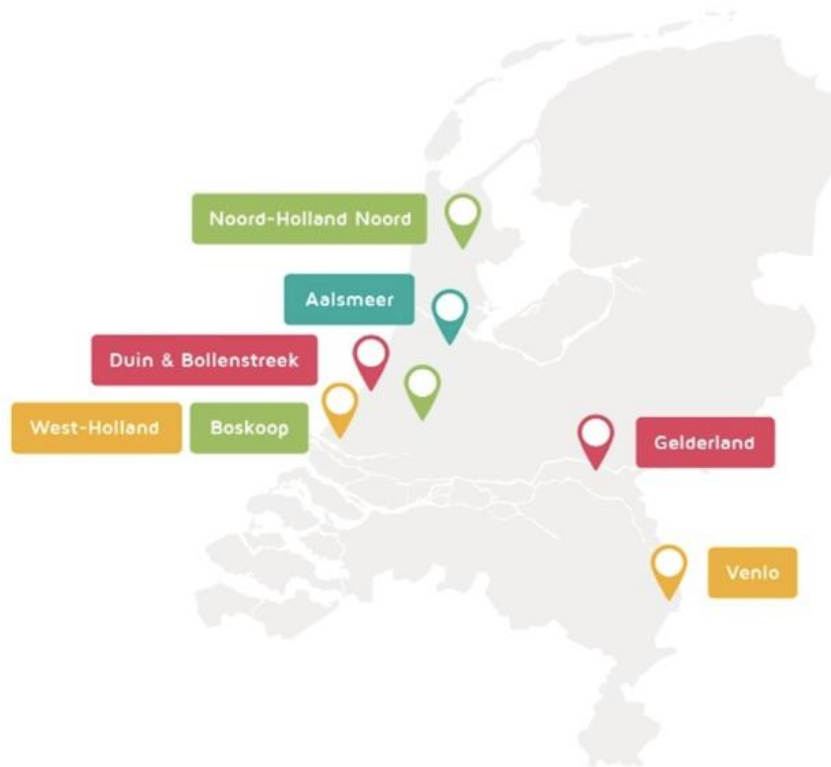 Noord-Holland Noord
Aalsmeer
Duin & Bollenstreek
West-Holland
Boskoop
Gelderland
Venlo